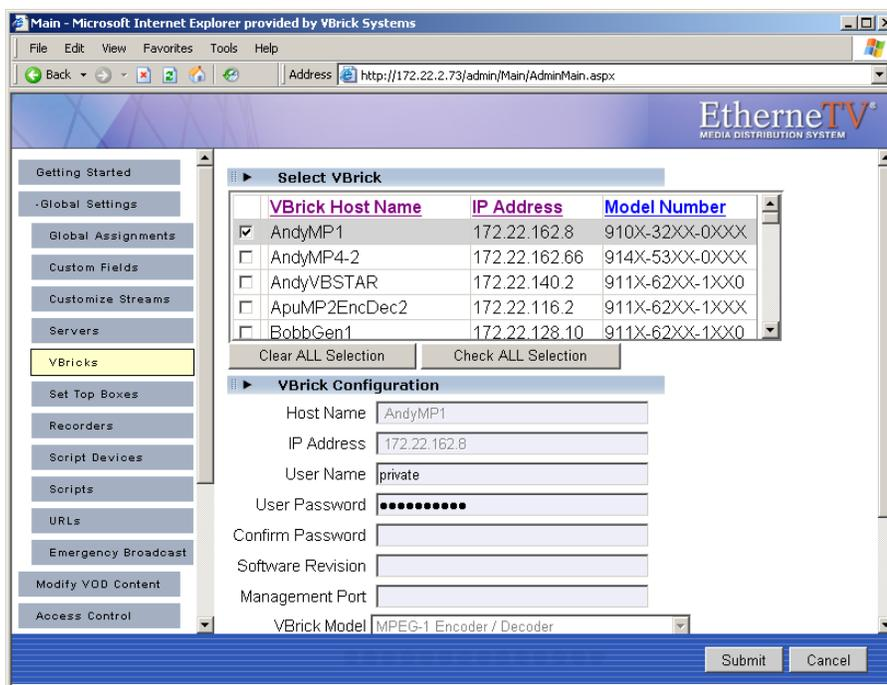 Main - Microsoft Internet Explorer provided by VBrick Systems
File Edit View Favorites Tools Help
Back
Address http://172.22.2.73/admin/Main/AdminMain.aspx
EtherneTV®
MEDIA DISTRIBUTION SYSTEM
Getting Started
-Global Settings
Global Assignments
Custom Fields
Customize Streams
Servers
VBricks
Set Top Boxes
Recorders
Script Devices
Scripts
URLs
Emergency Broadcast
Modify VOD Content
Access Control
Select VBrick
VBrick Host Name IP Address Model Number
AndyMP1 172.22.162.8 910X-32XX-0XXX
AndyMP4-2 172.22.162.66 914X-53XX-0XXX
AndyVBSTAR 172.22.140.2 911X-62XX-1XX0
ApuMP2EncDec2 172.22.116.2 911X-62XX-1XXX
BobbGen1 172.22.128.10 911X-62XX-1XX0
Clear ALL Selection Check ALL Selection
VBrick Configuration
Host Name AndyMP1
IP Address 172.22.162.8
User Name private
User Password ●●●●●●●●●●
Confirm Password
Software Revision
Management Port
VBrick Model MPEG-1 Encoder / Decoder
Submit Cancel